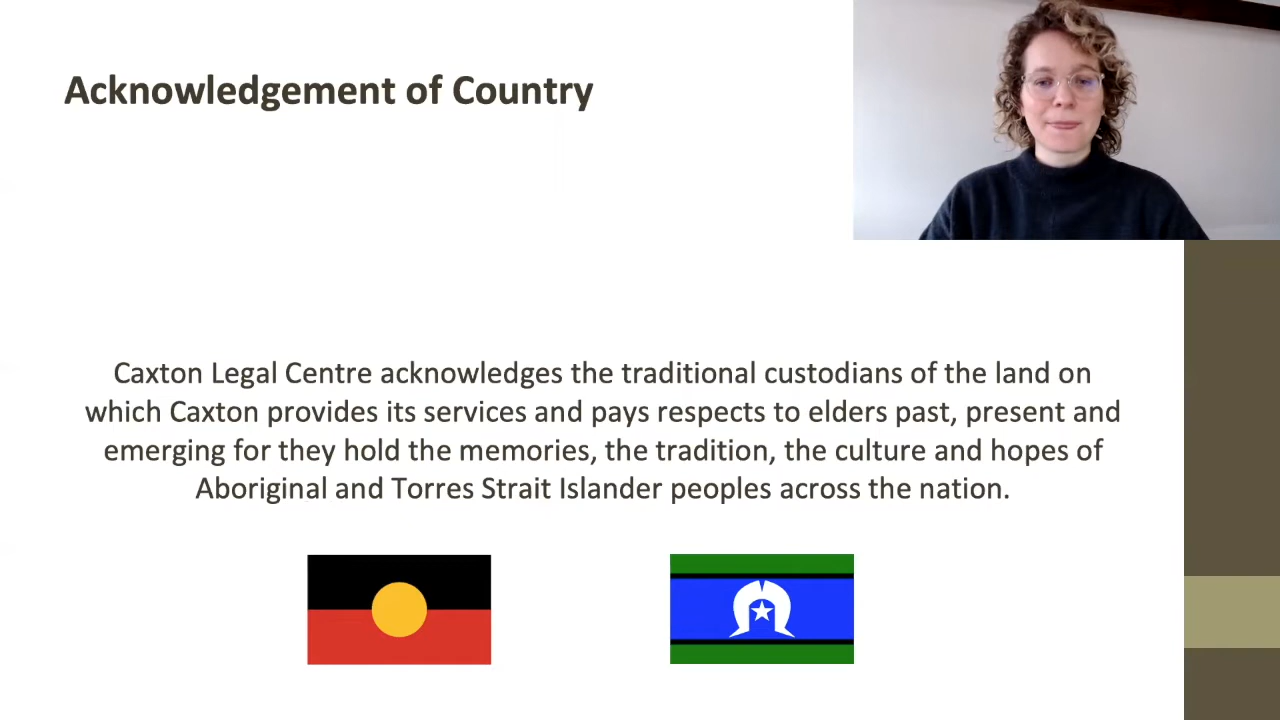 Acknowledgement of Country
Caxton Legal Centre acknowledges the traditional custodians of the land on
which Caxton provides its services and pays respects to elders past, present and
emerging for they hold the memories, the tradition, the culture and hopes of
Aboriginal and Torres Strait Islander peoples across the nation.